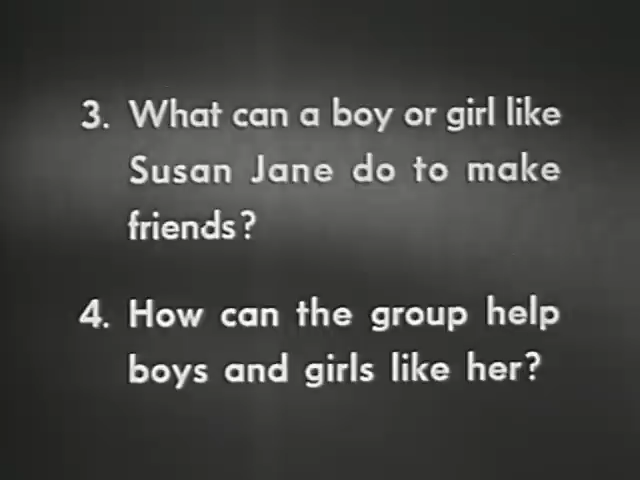 3. What can a boy or girl like
Susan Jane do to make
friends?
4. How can the group help
boys and girls like her?